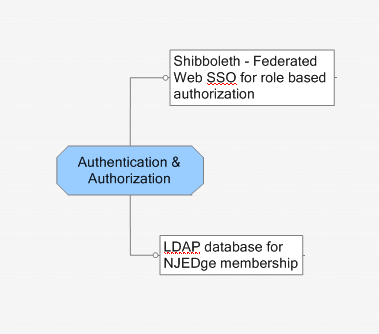 Shibboleth - Federated
Web SSO for role based
authorization
Authentication &
Authorization
LDAP database for
NJEDge membership